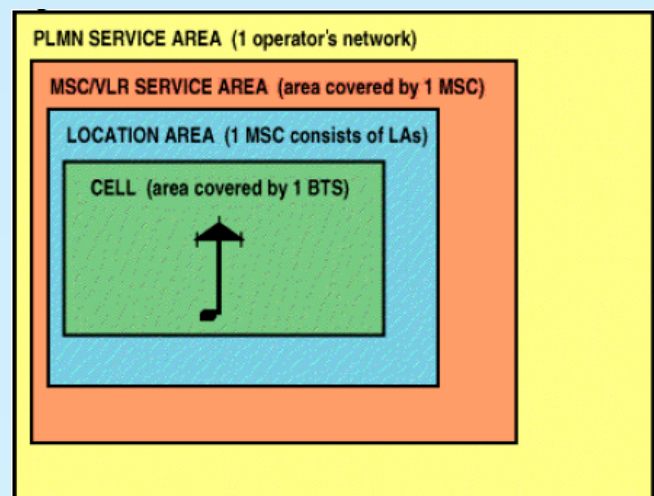 PLMN SERVICE AREA (1 operator's network)
MSC/VLR SERVICE AREA (area covered by 1 MSC)
LOCATION AREA (1 MSC consists of LAs)
CELL (area covered by 1 BTS)